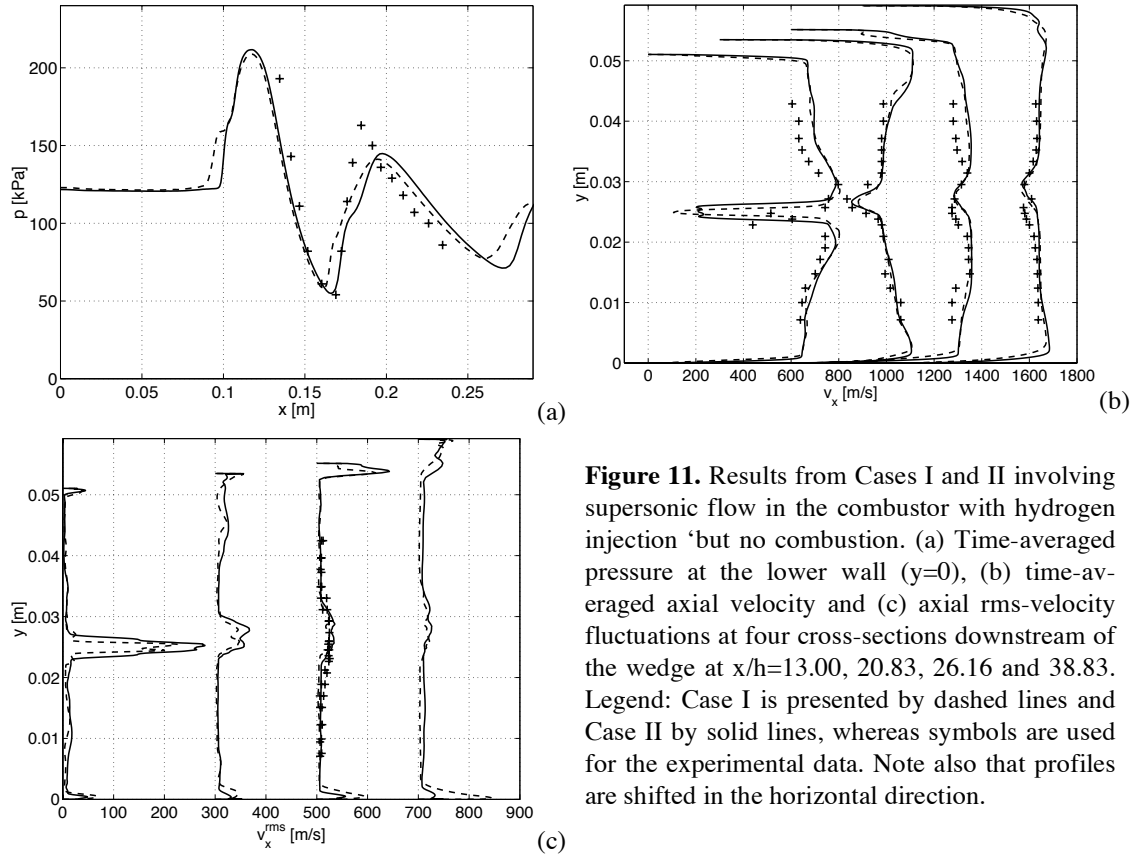 200
150
100
50
0
p [kPa]
0 0.05 0.1 0.15 0.2 0.25
x [m]
(a)
0.05
0.04
0.03
0.02
0.01
0
y [m]
0 200 400 600 800 1000 1200 1400 1600 1800
v_x [m/s]
(b)
0.05
0.04
0.03
0.02
0.01
0
y [m]
0 100 200 300 400 500 600 700 800 900
v_x^rms [m/s]
(c)
Figure 11. Results from Cases I and II involving
supersonic flow in the combustor with hydrogen
injection ‘but no combustion. (a) Time-averaged
pressure at the lower wall (y=0), (b) time-av-
eraged axial velocity and (c) axial rms-velocity
fluctuations at four cross-sections downstream of
the wedge at x/h=13.00, 20.83, 26.16 and 38.83.
Legend: Case I is presented by dashed lines and
Case II by solid lines, whereas symbols are used
for the experimental data. Note also that profiles
are shifted in the horizontal direction.